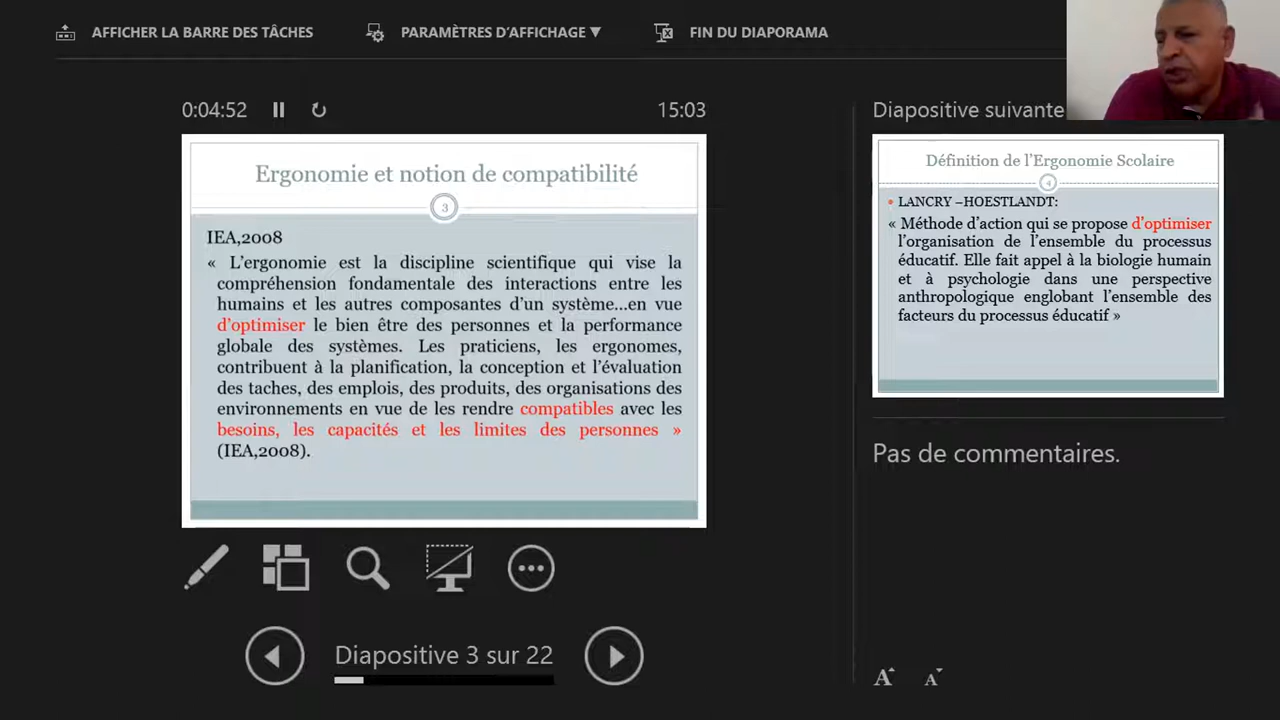 AFFICHER LA BARRE DES TÂCHES
PARAMÈTRES D'AFFICHAGE ▼
FIN DU DIAPORAMA
0:04:52
15:03
Ergonomie et notion de compatibilité
3
IEA,2008
« L'ergonomie est la discipline scientifique qui vise la
compréhension fondamentale des interactions entre les
humains et les autres composantes d'un système...en vue
d'optimiser le bien être des personnes et la performance
globale des systèmes. Les praticiens, les ergonomes,
contribuent à la planification, la conception et l'évaluation
des taches, des emplois, des produits, des organisations des
environnements en vue de les rendre compatibles avec les
besoins, les capacités et les limites des personnes »
(IEA,2008).
Diapositive 3 sur 22
Diapositive suivante
Définition de l'Ergonomie Scolaire
4
• LANCRY –HOESTLANDT:
« Méthode d'action qui se propose d'optimiser
l'organisation de l'ensemble du processus
éducatif. Elle fait appel à la biologie humain
et à psychologie dans une perspective
anthropologique englobant l'ensemble des
facteurs du processus éducatif »
Pas de commentaires.
A A